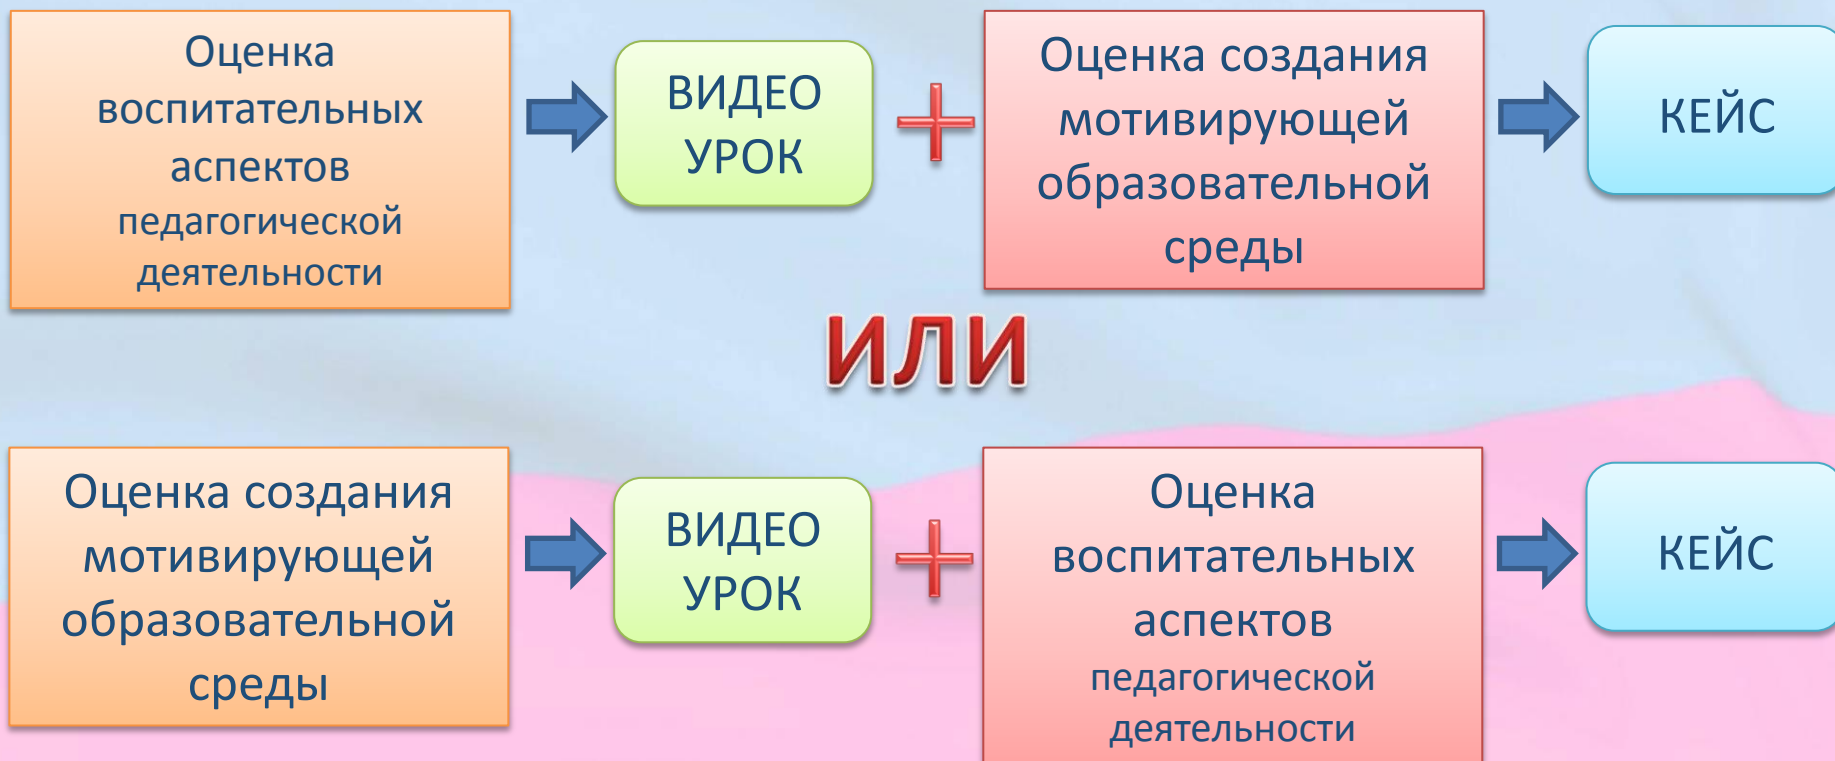 Оценка
воспитательных
аспектов
педагогической
деятельности
ВИДЕО
УРОК
+
Оценка создания
мотивирующей
образовательной
среды
КЕЙС
ИЛИ
Оценка создания
мотивирующей
образовательной
среды
ВИДЕО
УРОК
+
Оценка
воспитательных
аспектов
педагогической
деятельности
КЕЙС